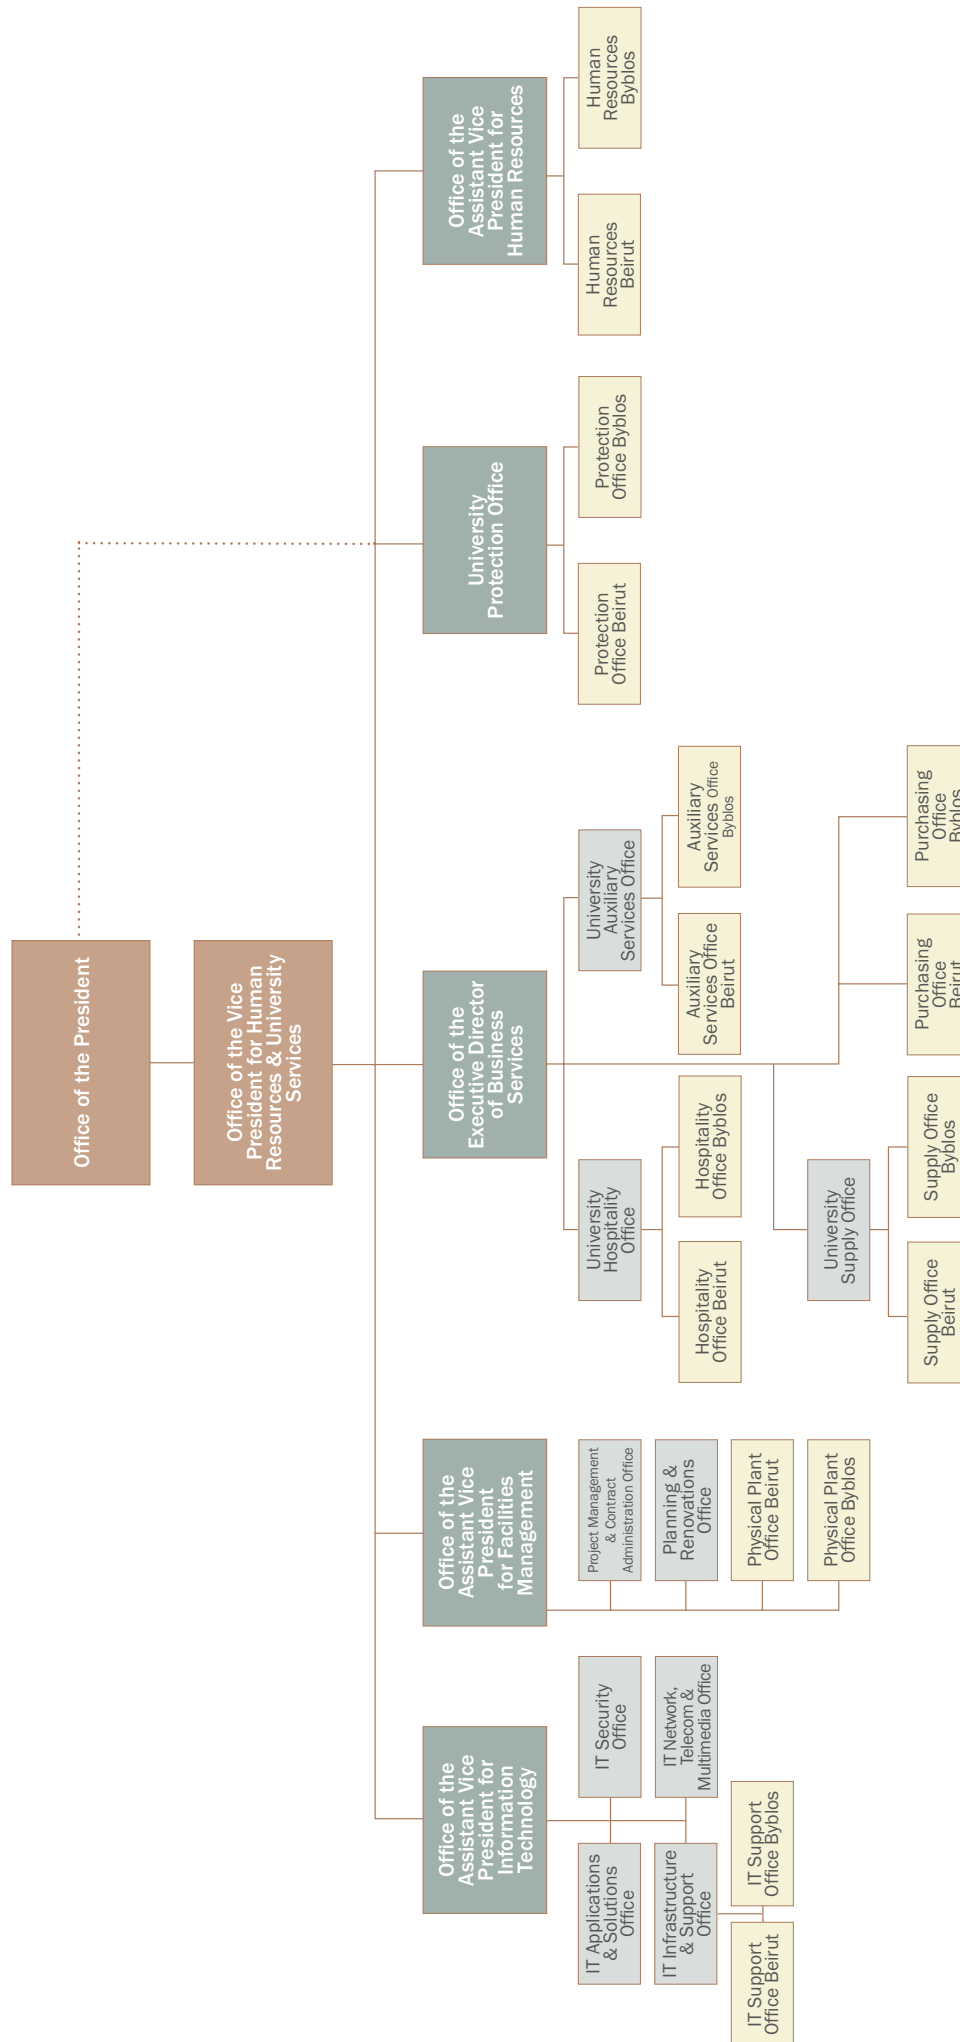 Office of the President
Office of the Vice
President for Human
Resources & University
Services
Office of the
Assistant Vice
President for
Information
Technology
Office of the
Assistant Vice
President
for Facilities
Management
Office of the
Executive Director
of Business
Services
University
Protection Office
Office of the
Assistant Vice
President for
Human Resources
IT Applications
& Solutions
Office
IT Security
Office
IT Infrastructure
& Support
Office
IT Network,
Telecom &
Multimedia Office
IT Support
Office Beirut
IT Support
Office Byblos
Project Management
& Contract
Administration Office
Planning &
Renovations
Office
Physical Plant
Office Beirut
Physical Plant
Office Byblos
University
Hospitality
Office
Hospitality
Office Beirut
Hospitality
Office Byblos
University
Auxiliary
Services Office
Auxiliary
Services Office
Beirut
Auxiliary
Services Office
Byblos
University
Supply Office
Supply Office
Beirut
Supply Office
Byblos
Purchasing
Office
Beirut
Purchasing
Office
Byblos
Protection
Office Beirut
Protection
Office Byblos
Human
Resources
Beirut
Human
Resources
Byblos